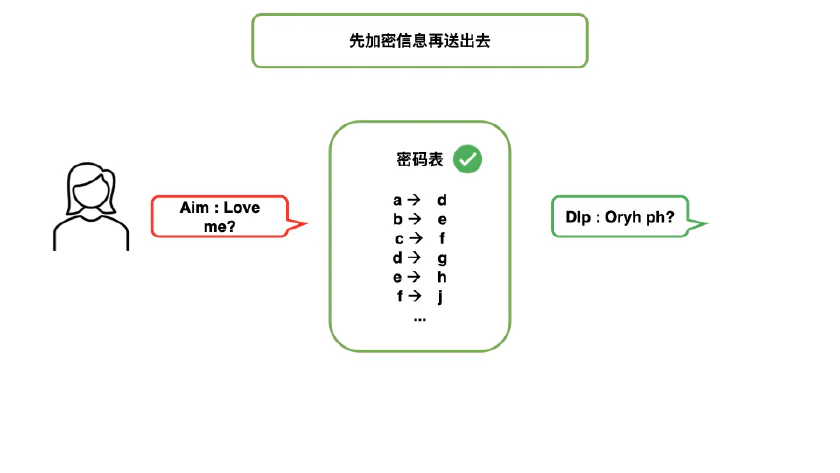 先加密信息再送出去
密码表
Aim : Love
me?
a → d
b → e
c → f
d → g
e → h
f → j
...
Dlp : Oryh ph?